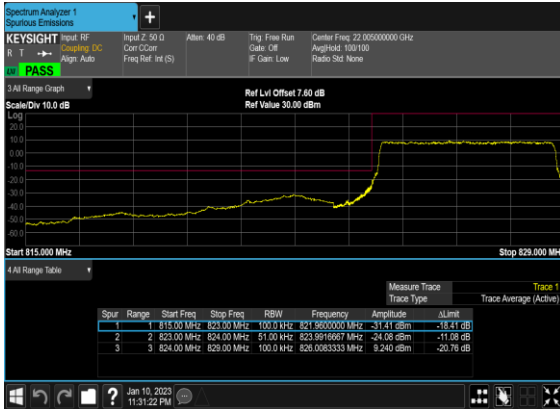 Spectrum Analyzer 1
Spurious Emissions
+
KEYSIGHT Input: RF Input Z: 50 Ω Atten: 40 dB Trig: Free Run Center Freq: 22.005000000 GHz
R T Coupling: DC Corr CCorr Gate: Off Avg|Hold: 100/100
Align: Auto Freq Ref: Int (S) IF Gain: Low Radio Std: None
PASS
3 All Range Graph
Ref Lvl Offset 7.60 dB
Scale/Div 10.0 dB Ref Value 30.00 dBm
Log
20.0
10.0
0.00
-10.0
-20.0
-30.0
-40.0
-50.0
-60.0
Start 815.000 MHz Stop 829.000 MH
4 All Range Table
Measure Trace Trace 1
Trace Type Trace Average (Active)
Spur Range Start Freq Stop Freq RBW Frequency Amplitude ΔLimit
1 1 815.00 MHz 823.00 MHz 100.0 kHz 821.9600000 MHz -31.41 dBm -18.41 dB
2 2 823.00 MHz 824.00 MHz 51.00 kHz 823.9916667 MHz -24.08 dBm -11.08 dB
3 3 824.00 MHz 829.00 MHz 100.0 kHz 826.0083333 MHz 9.240 dBm -20.76 dB
? Jan 10, 2023
11:31:22 PM